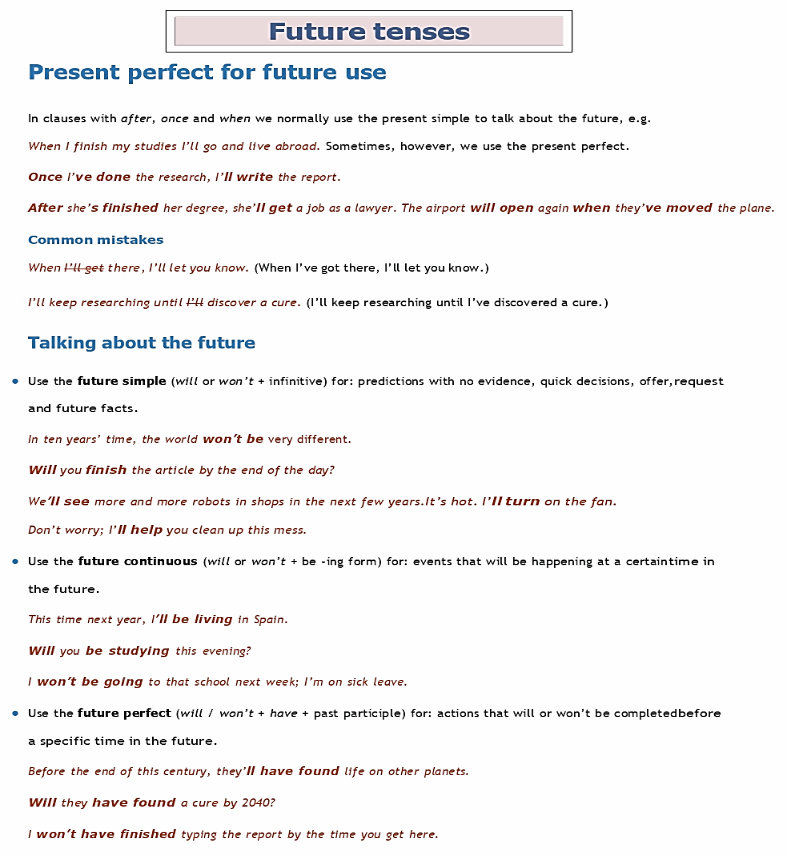 Future tenses
Present perfect for future use
In clauses with after, once and when we normally use the present simple to talk about the future, e.g.
When I finish my studies I'll go and live abroad. Sometimes, however, we use the present perfect.
Once I've done the research, I'll write the report.
After she's finished her degree, she'll get a job as a lawyer. The airport will open again when they've moved the plane.
Common mistakes
When I'll get there, I'll let you know. (When I've got there, I'll let you know.)
I'll keep researching until I'll discover a cure. (I'll keep researching until I've discovered a cure.)
Talking about the future
• Use the future simple (will or won't + infinitive) for: predictions with no evidence, quick decisions, offer,request
and future facts.
In ten years' time, the world won't be very different.
Will you finish the article by the end of the day?
We'll see more and more robots in shops in the next few years.It's hot. I'll turn on the fan.
Don't worry; I'll help you clean up this mess.
• Use the future continuous (will or won't + be -ing form) for: events that will be happening at a certaintime in
the future.
This time next year, I'll be living in Spain.
Will you be studying this evening?
I won't be going to that school next week; I'm on sick leave.
• Use the future perfect (will / won't + have + past participle) for: actions that will or won't be completedbefore
a specific time in the future.
Before the end of this century, they'll have found life on other planets.
Will they have found a cure by 2040?
I won't have finished typing the report by the time you get here.